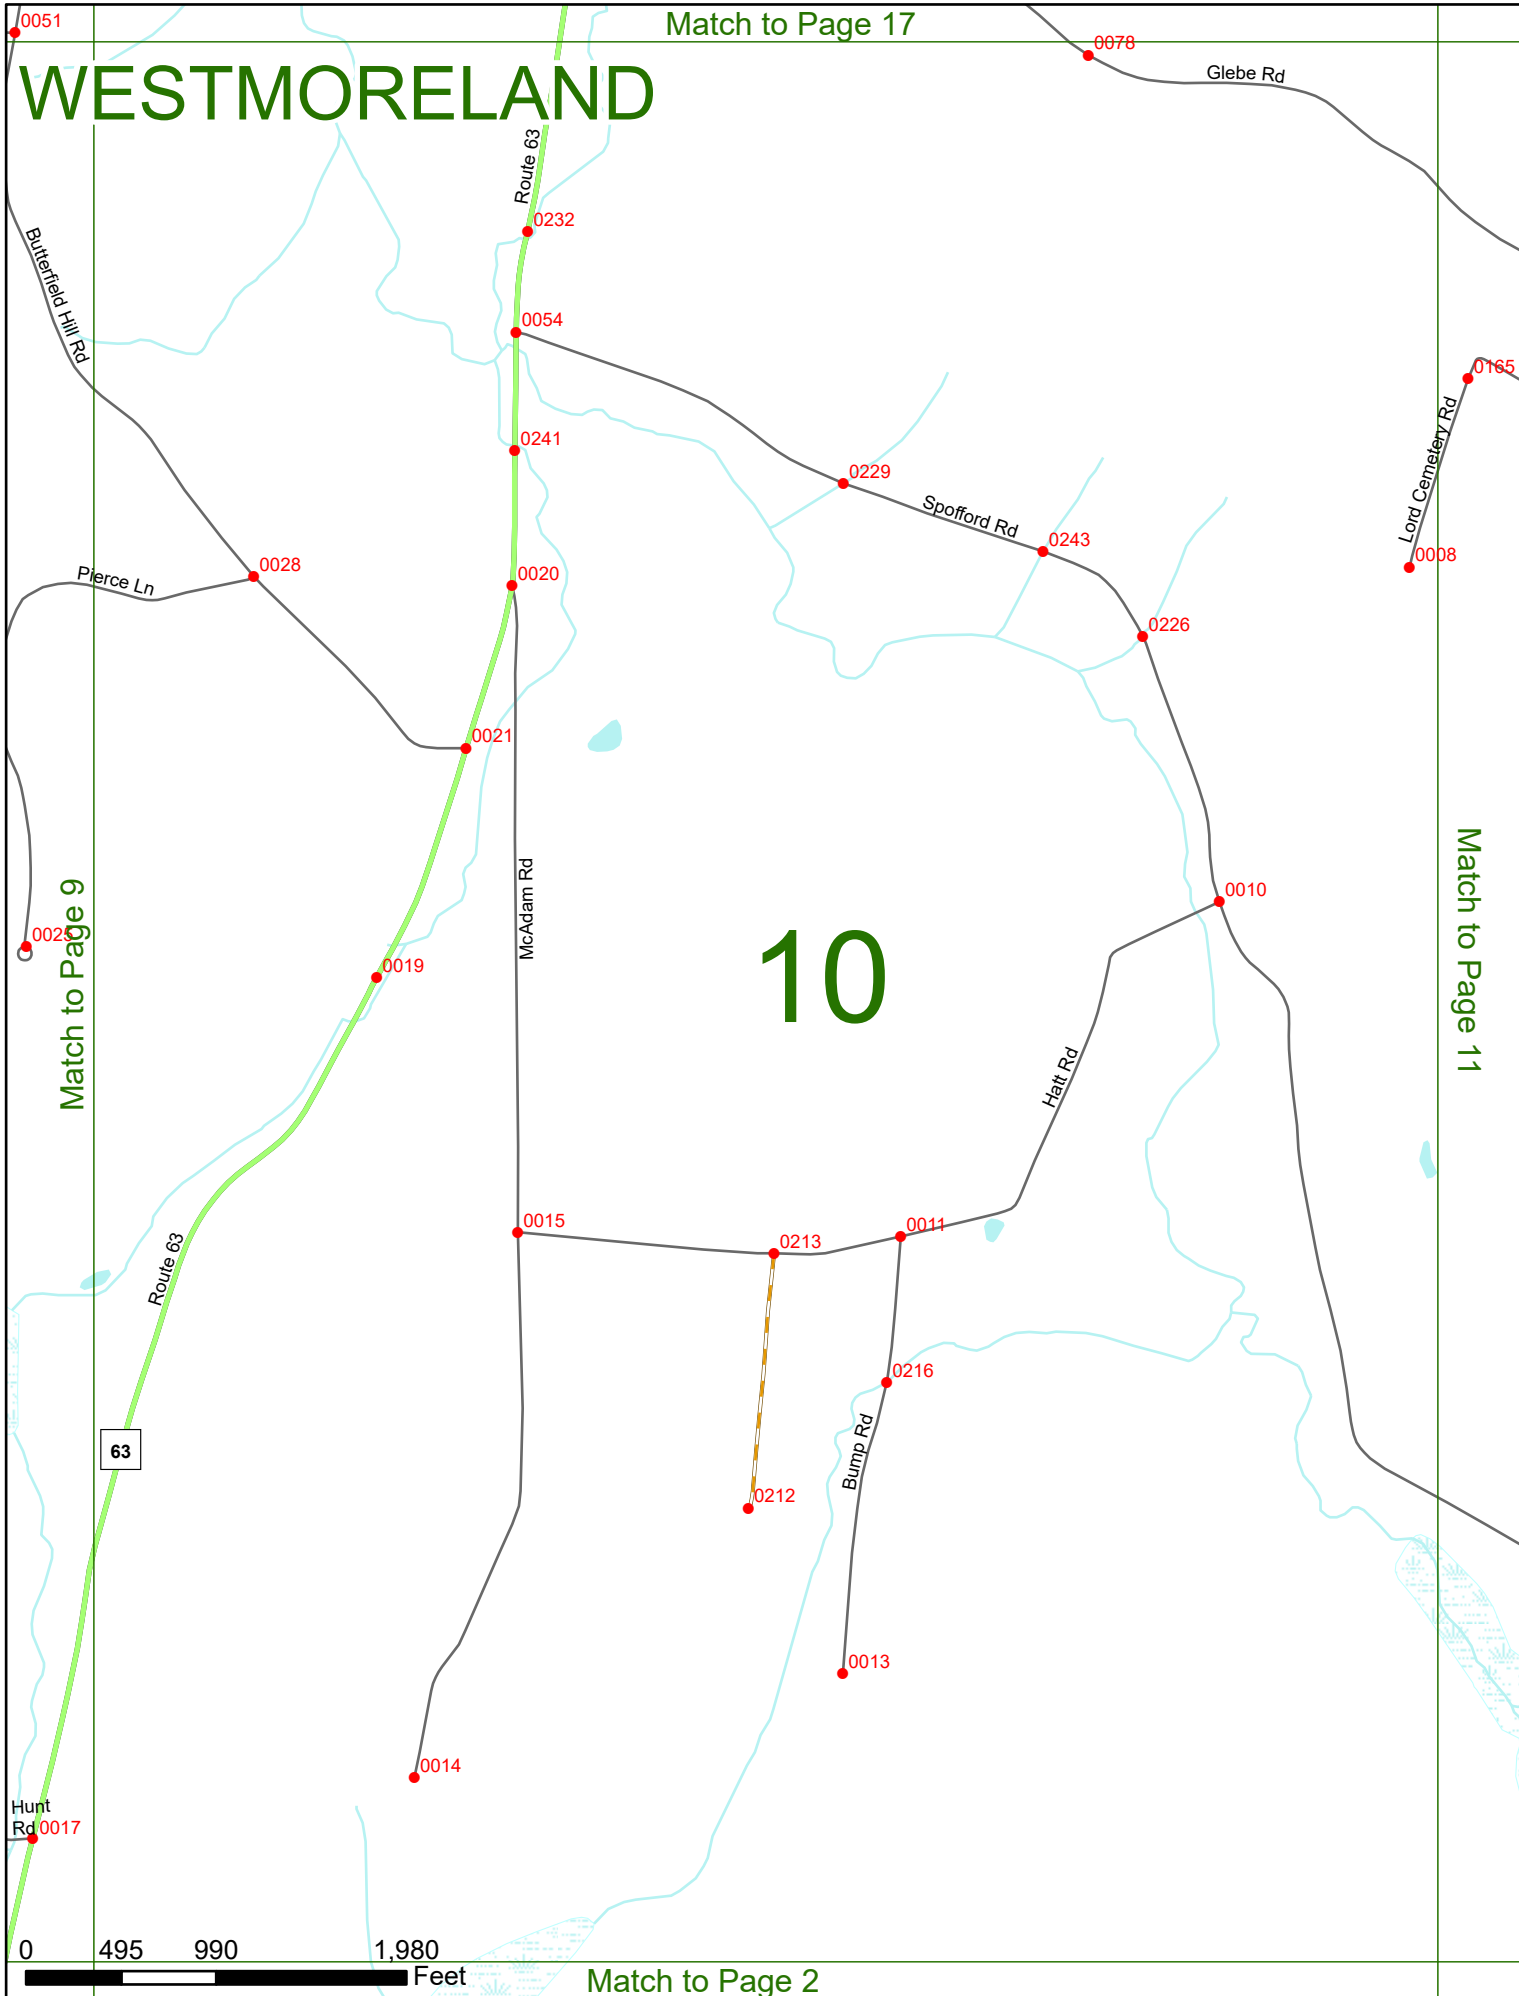 0051
Match to Page 17
0078
Glebe Rd
WESTMORELAND
Route 63
0232
Butterfield Hill Rd
0054
0165
Lord Cemetery Rd
0241
0229
Spofford Rd
0243
0008
0028
Pierce Ln
0020
0226
0021
McAdam Rd
Match to Page 11
0010
Match to Page 9
0025
10
0019
Hatt Rd
0015
0011
0213
Route 63
0216
63
Bump Rd
0212
0013
0014
Hunt
Rd
0017
0 495 990 1,980
Feet
Match to Page 2